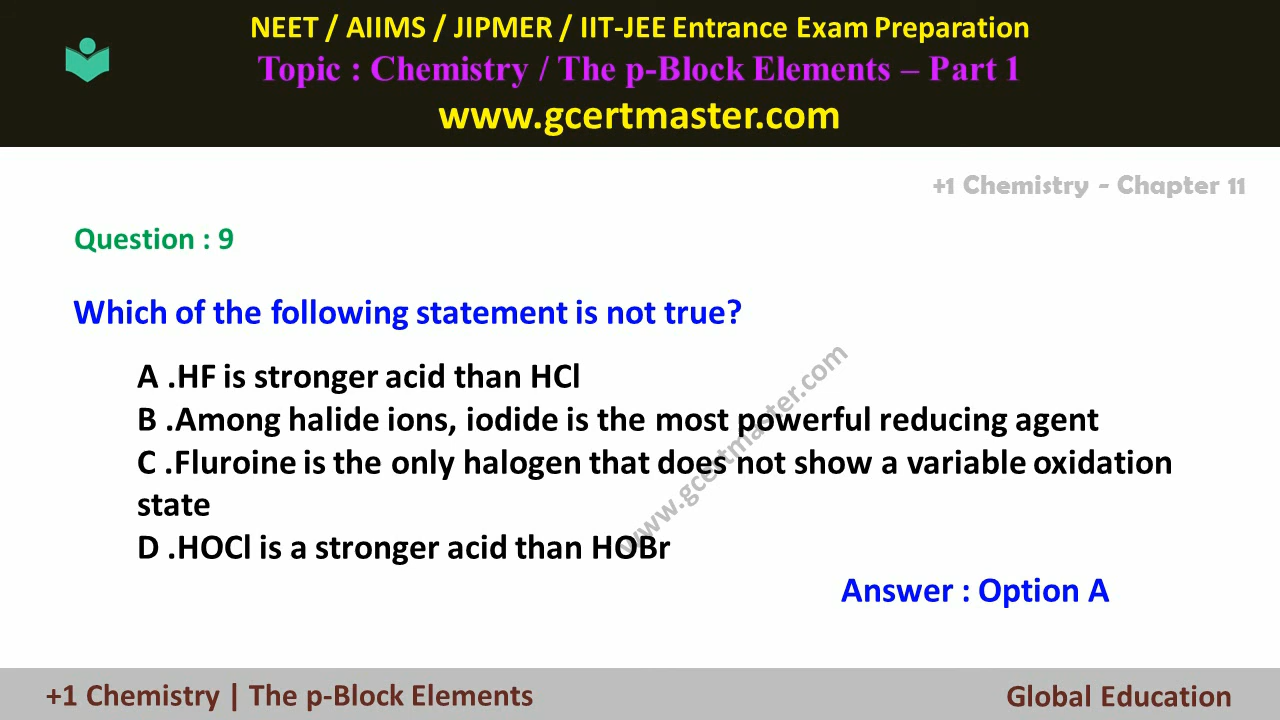 NEET / AIIMS / JIPMER / IIT-JEE Entrance Exam Preparation
Topic : Chemistry / The p-Block Elements – Part 1
www.gcertmaster.com
+1 Chemistry - Chapter 11
Question : 9
Which of the following statement is not true?
A .HF is stronger acid than HCl
B .Among halide ions, iodide is the most powerful reducing agent
C .Fluroine is the only halogen that does not show a variable oxidation
state
D .HOCl is a stronger acid than HOBr
www.gcertmaster.com
Answer : Option A
+1 Chemistry | The p-Block Elements
Global Education